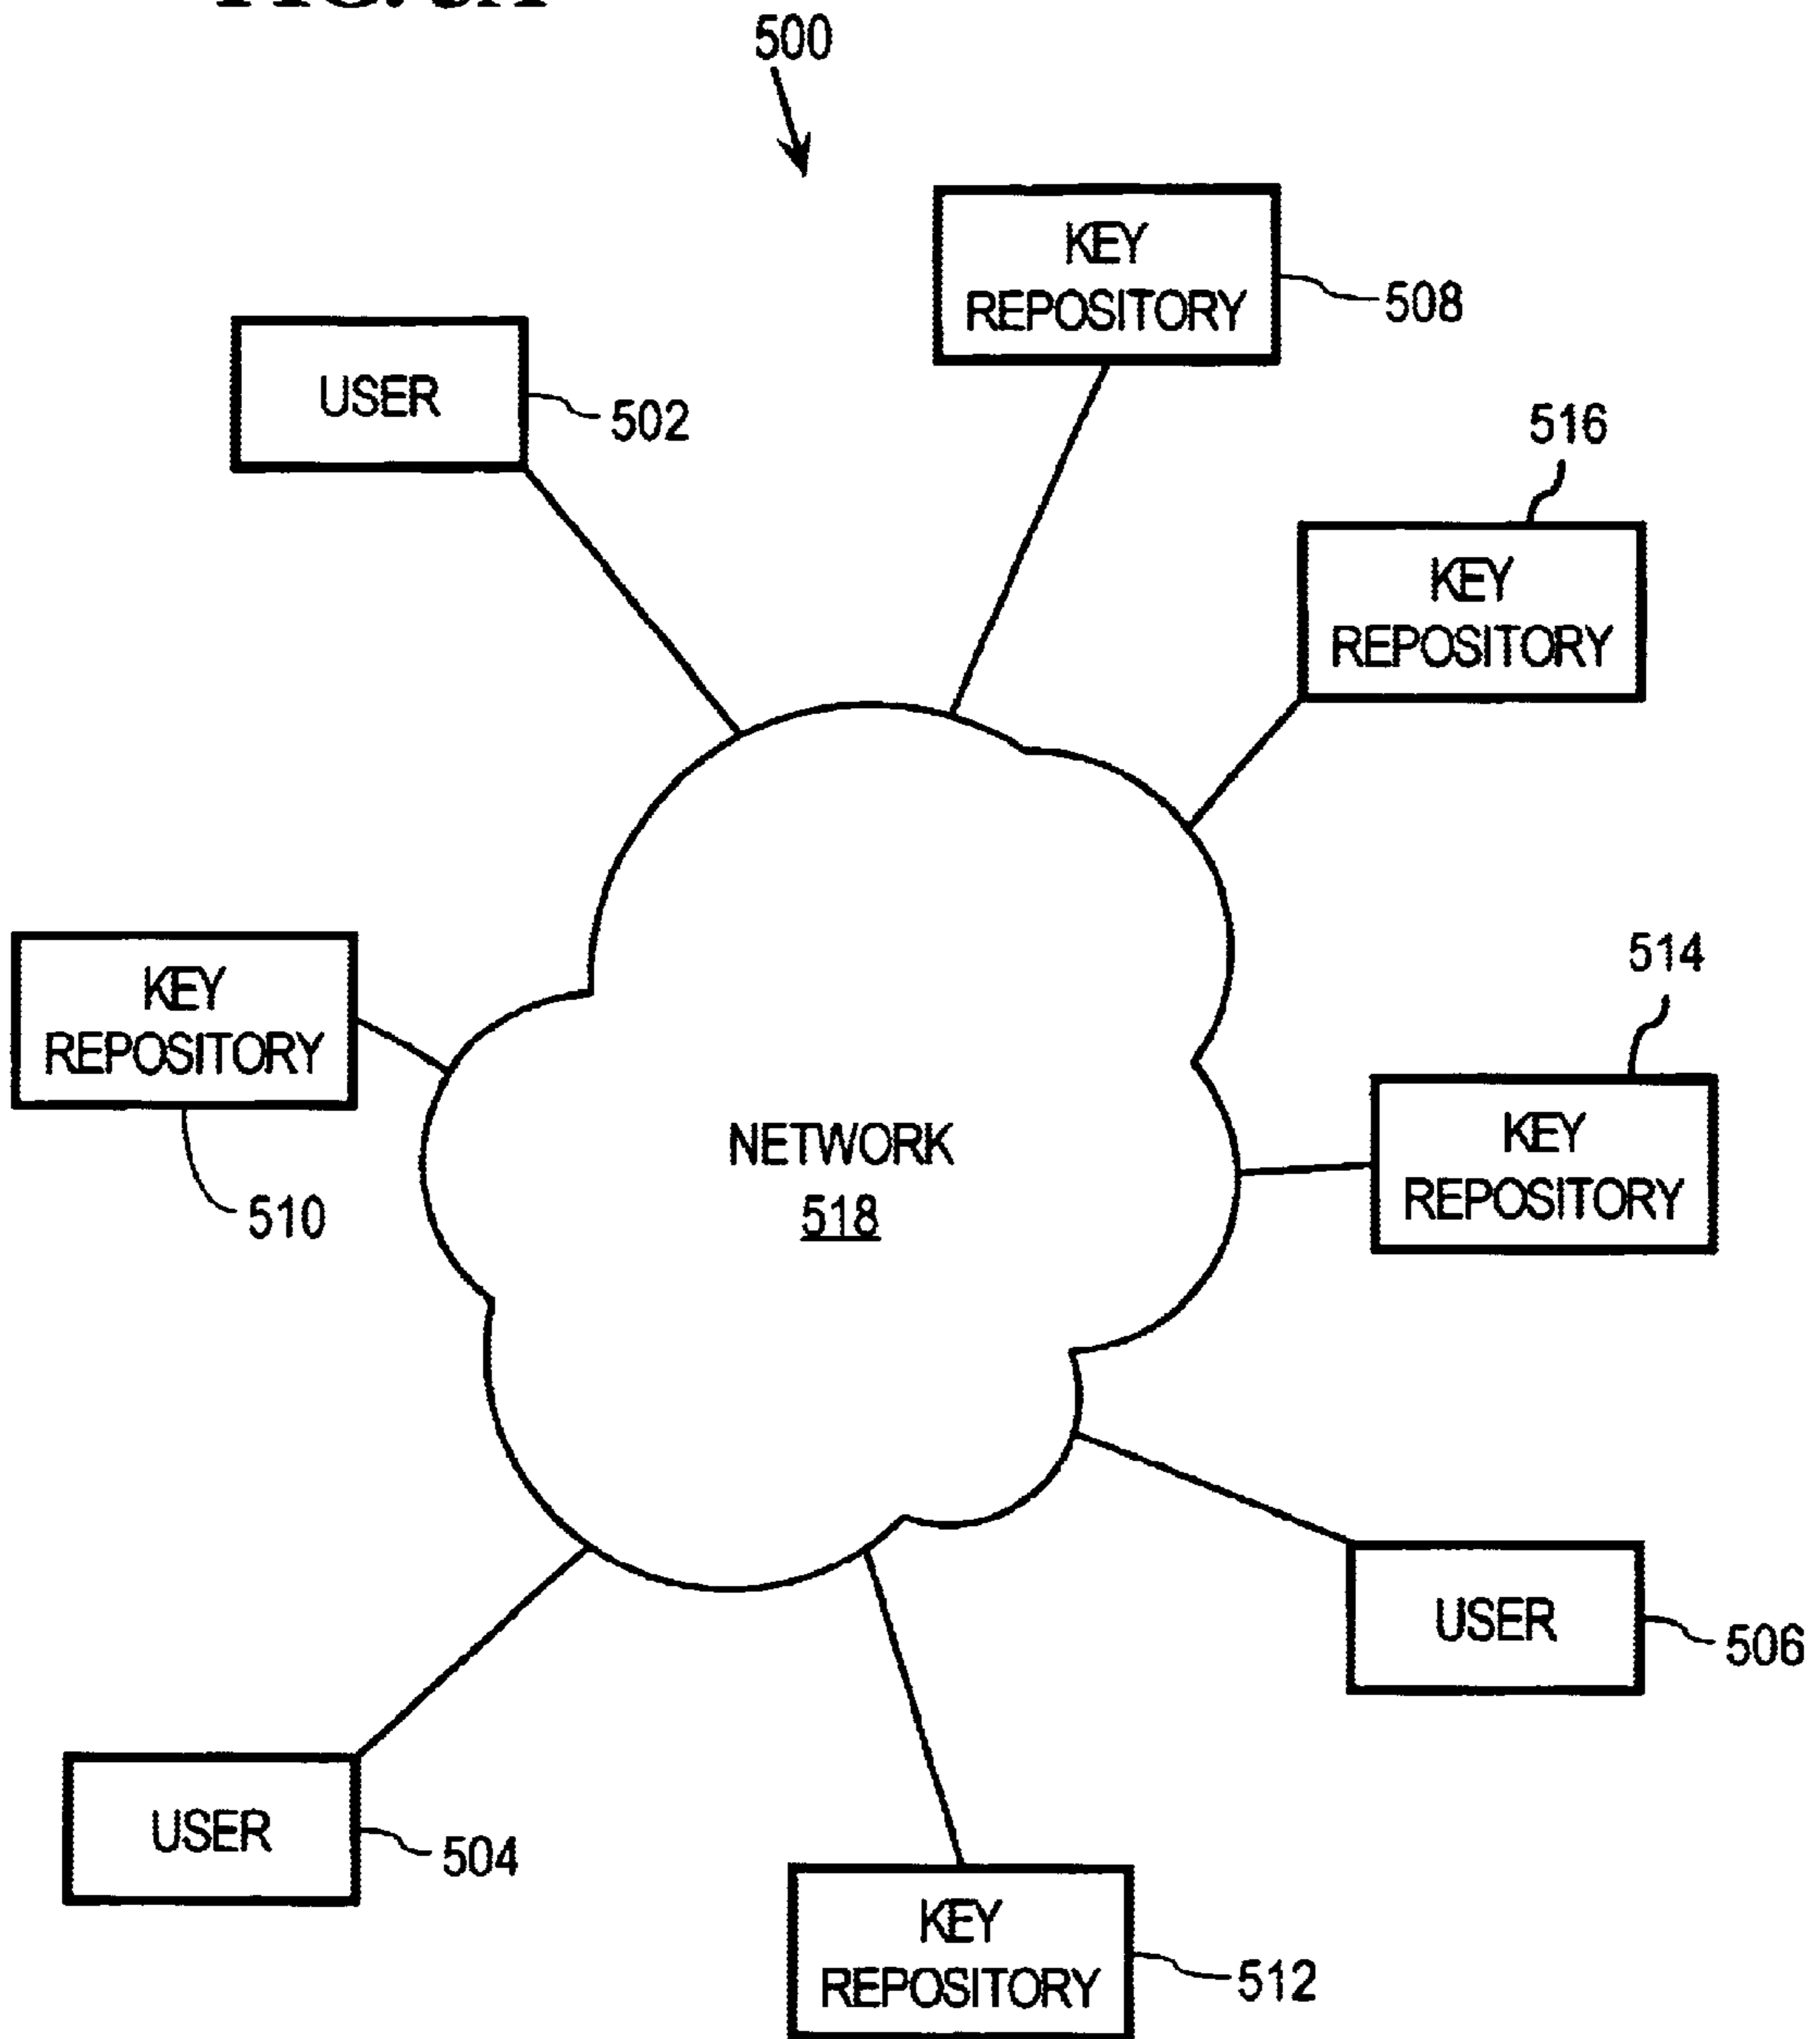 500
KEY
REPOSITORY
508
USER
502
516
KEY
REPOSITORY
KEY
REPOSITORY
510
514
KEY
REPOSITORY
NETWORK
518
USER
506
USER
504
KEY
REPOSITORY
512